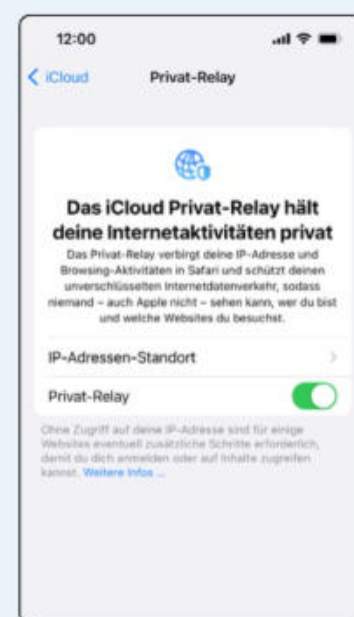 12:00
iCloud Privat-Relay
Das iCloud Privat-Relay hält
deine Internetaktivitäten privat
Das Privat-Relay verbirgt deine IP-Adresse und
Browsing-Aktivitäten in Safari und schützt deinen
unverschlüsselten Internetdatenverkehr, sodass
niemand – auch Apple nicht – sehen kann, wer du bist
und welche Websites du besuchst.
IP-Adressen-Standort
Privat-Relay
Ohne Zugriff auf deine IP-Adresse sind für einige
Websites eventuell zusätzliche Schritte erforderlich,
damit du dich anmelden oder auf Inhalte zugreifen
kannst. Weitere Infos ...